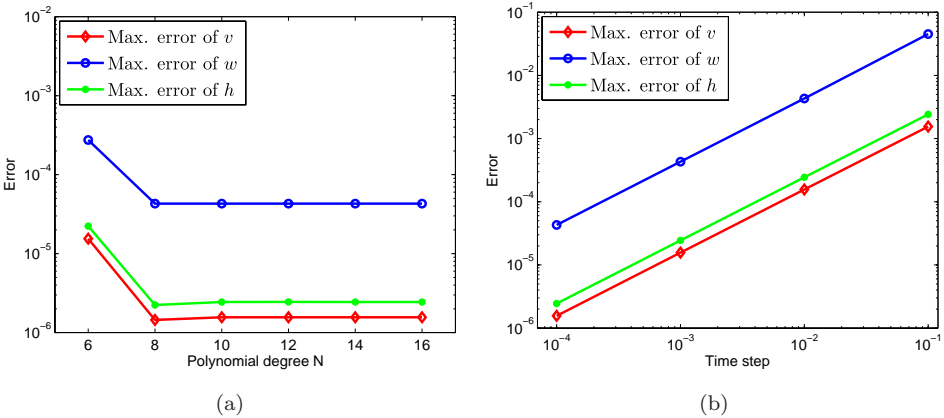 Max. error of v
Max. error of w
Max. error of h
10^-2
10^-3
10^-4
10^-5
10^-6
Error
6 8 10 12 14 16
Polynomial degree N
(a)
Max. error of v
Max. error of w
Max. error of h
10^-1
10^-2
10^-3
10^-4
10^-5
10^-6
Error
10^-4 10^-3 10^-2 10^-1
Time step
(b)